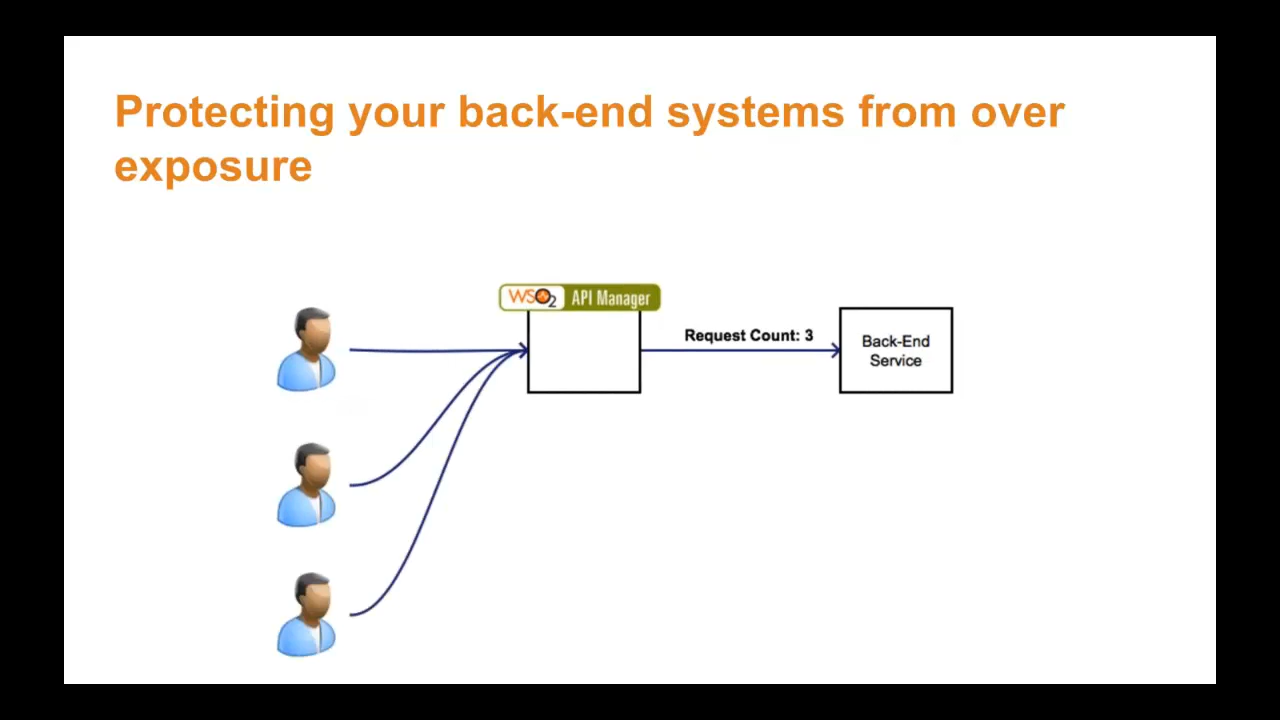 Protecting your back-end systems from over
exposure
WSO2 API Manager
Request Count: 3
Back-End
Service